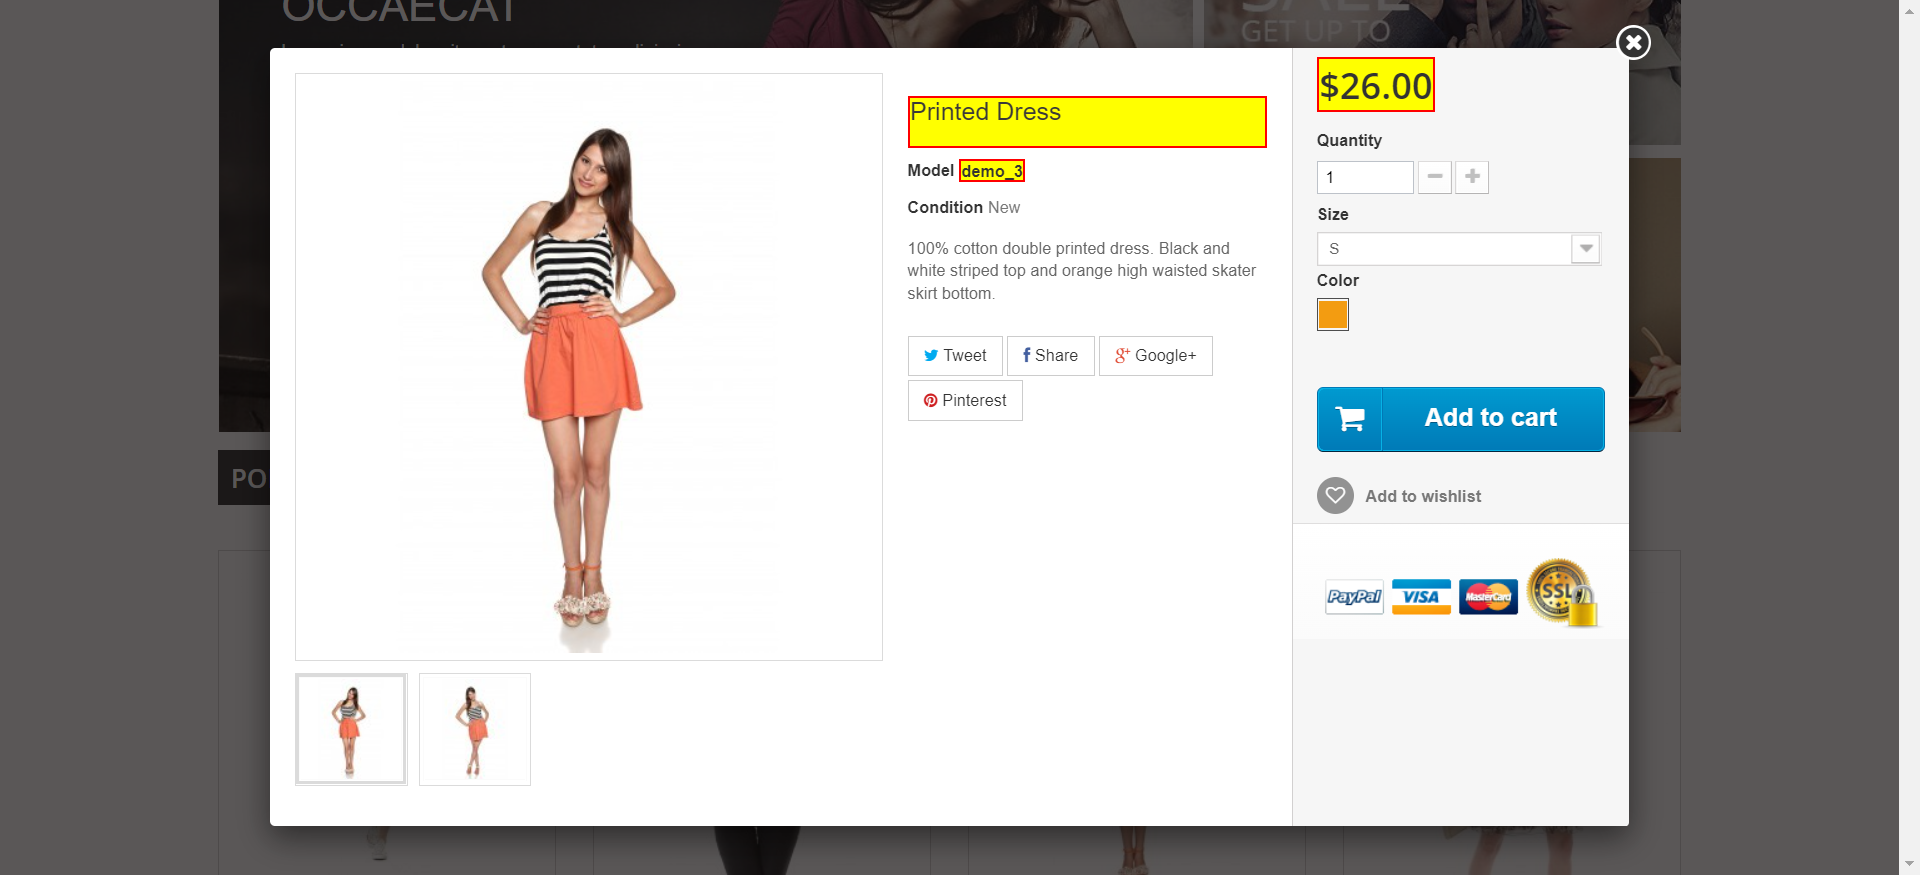 OCCAECAT
GET UP TO
$26.00
Printed Dress
Quantity
Model demo_3
1
Condition New
Size
100% cotton double printed dress. Black and
white striped top and orange high waisted skater
skirt bottom.
S
Color
Tweet
Share
Google+
Pinterest
Add to cart
PO
Add to wishlist
PayPal
VISA
MasterCard
SSL